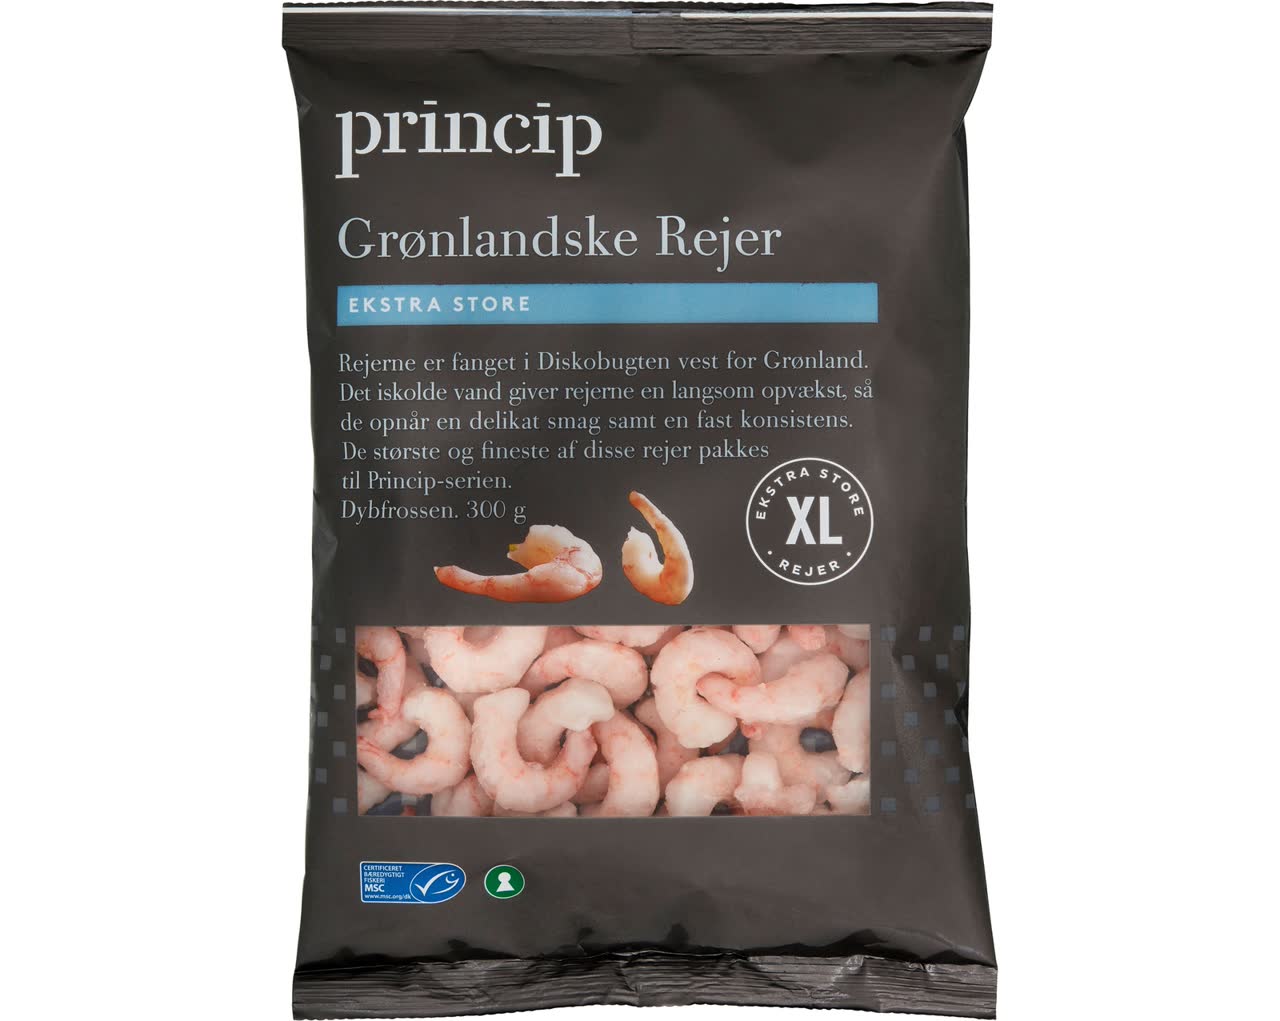 princip
Grønlandske Rejer
EKSTRA STORE
Rejerne er fanget i Diskobugten vest for Grønland.
Det iskolde vand giver rejerne en langsom opvækst, så
de opnår en delikat smag samt en fast konsistens.
De største og fineste af disse rejer pakkes
til Princip-serien.
Dybfrossen. 300 g
EKSTRA STORE
XL
· REJER ·
CERTIFICERET
BÆREDYGTIGT
FISKERI
MSC
www.msc.org/dk